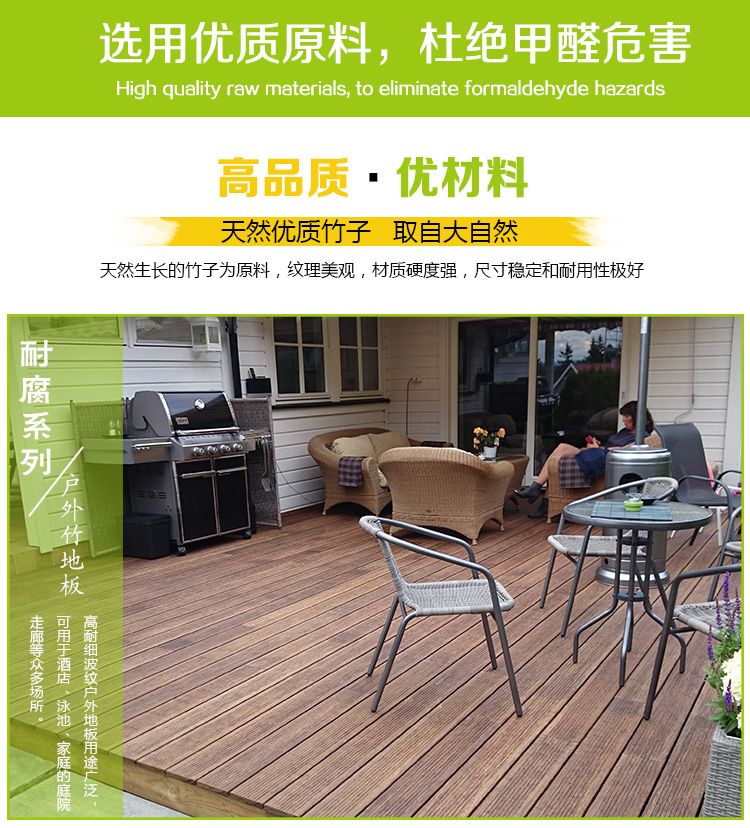 选用优质原料，杜绝甲醛危害
High quality raw materials, to eliminate formaldehyde hazards
高品质·优材料
天然优质竹子 取自大自然
天然生长的竹子为原料，纹理美观，材质硬度强，尺寸稳定和耐用性极好
耐腐系列
户外竹地板
高耐细波纹户外地板用途广泛，
可用于酒店、泳池、家庭的庭院
走廊等众多场所。